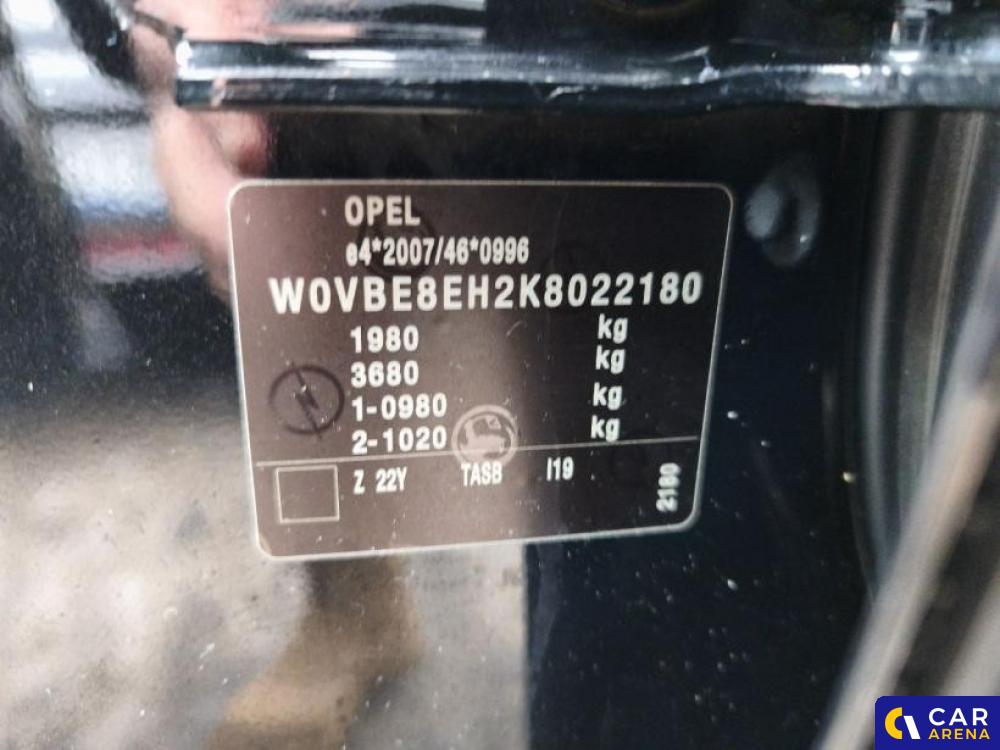 OPEL
e4*2007/46*0996
W0VBE8EH2K8022180
1980 kg
3680 kg
1-0980 kg
2-1020 kg
Z 22Y TASB I19
2180
CAR
ARENA